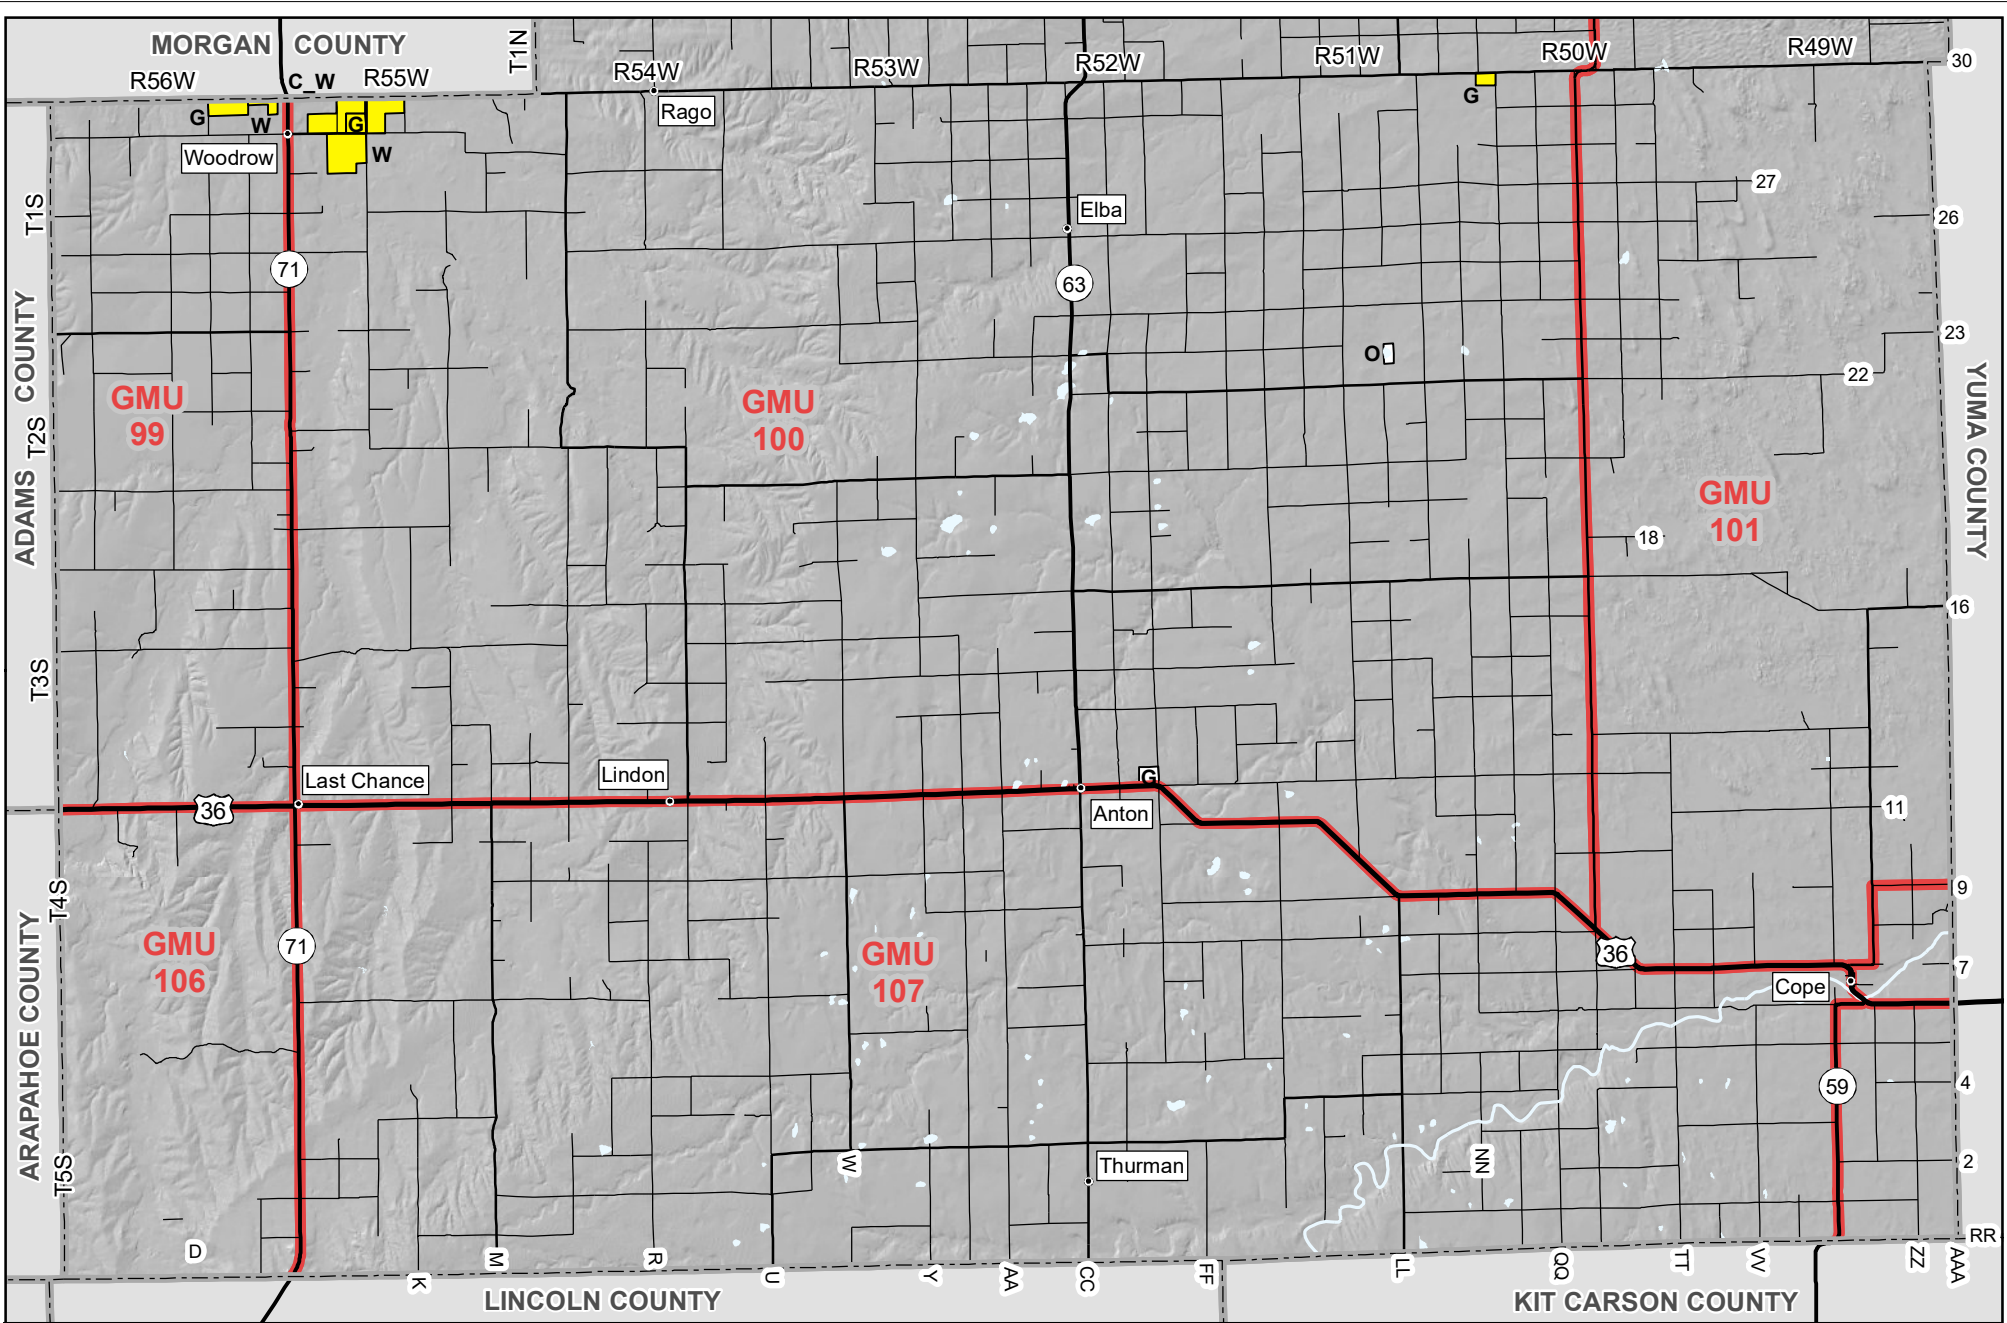 MORGAN COUNTY
T1N
R56W
C_W
R55W
R54W
R53W
R52W
R51W
R50W
R49W
30
G
W
G
W
Rago
G
Woodrow
27
T1S
Elba
26
71
63
ADAMS COUNTY
23
O
22
YUMA COUNTY
GMU
99
GMU
100
T2S
GMU
101
18
16
T3S
Last Chance
Lindon
G
36
Anton
11
T4S
9
ARAPAHOE COUNTY
GMU
106
71
GMU
107
36
7
Cope
59
4
T5S
W
Thurman
NN
2
D
K
M
R
U
Y
AA
CC
FF
LL
QQ
TT
VV
ZZ
AAA
RR
LINCOLN COUNTY
KIT CARSON COUNTY